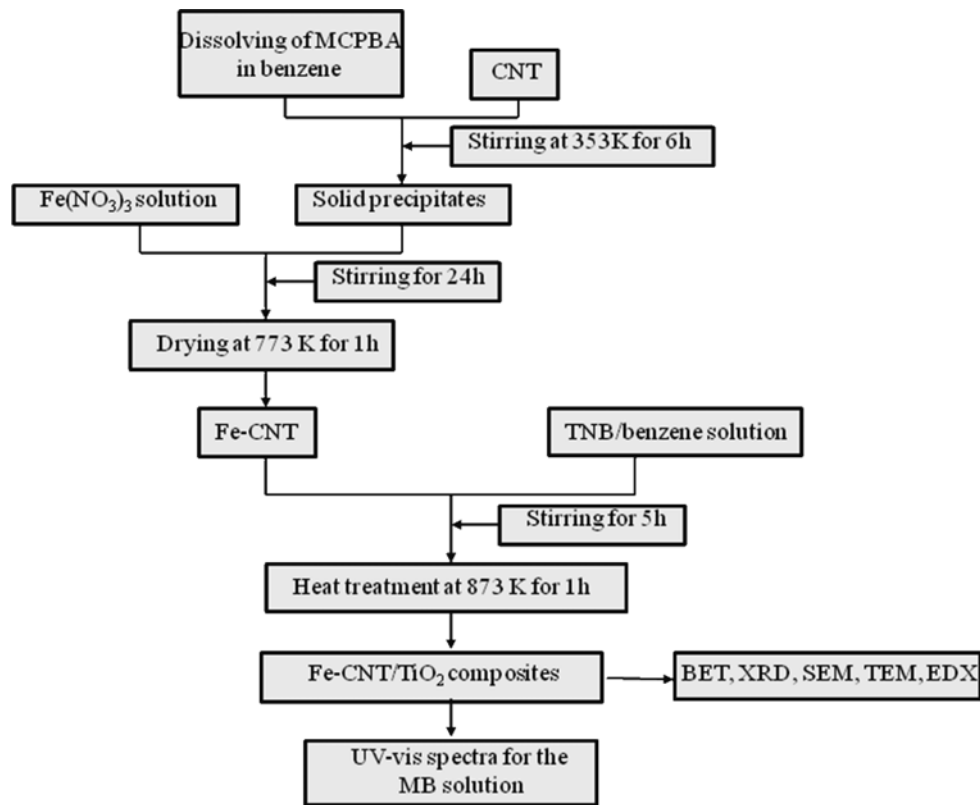 Dissolving of MCPBA
in benzene
CNT
Stirring at 353K for 6h
Fe(NO₃)₃ solution
Solid precipitates
Stirring for 24h
Drying at 773 K for 1h
Fe-CNT
TNB/benzene solution
Stirring for 5h
Heat treatment at 873 K for 1h
Fe-CNT/TiO₂ composites
BET, XRD, SEM, TEM, EDX
UV-vis spectra for the
MB solution